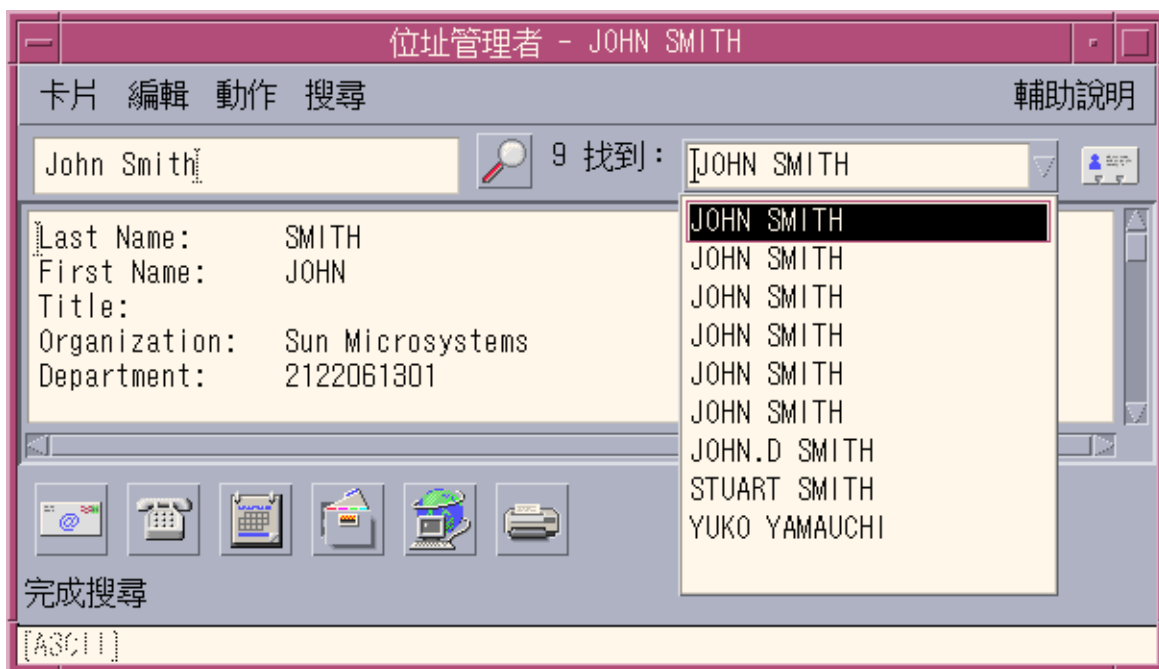 位址管理者 - JOHN SMITH
卡片 編輯 動作 搜尋 輔助說明
John Smith 9 找到： JOHN SMITH
Last Name: SMITH
First Name: JOHN
Title:
Organization: Sun Microsystems
Department: 2122061301
JOHN SMITH
JOHN SMITH
JOHN SMITH
JOHN SMITH
JOHN SMITH
JOHN SMITH
JOHN.D SMITH
STUART SMITH
YUKO YAMAUCHI
完成搜尋
[ASCII]